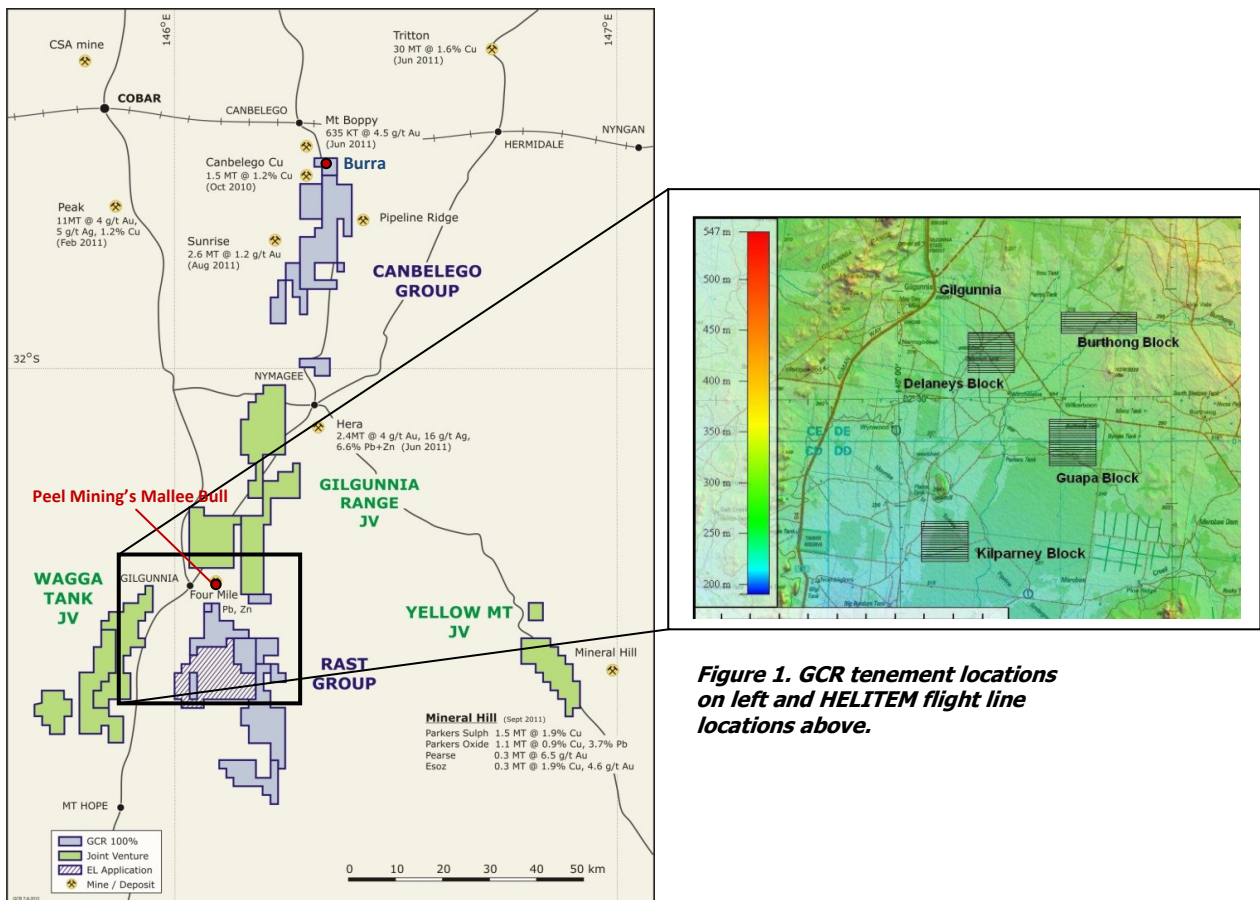 146°E
147°E
CSA mine
Tritton
30 MT @ 1.6% Cu
(Jun 2011)
COBAR
CANBELEGO
Mt Boppy
635 KT @ 4.5 g/t Au
(Jun 2011)
NYNGAN
HERMIDALE
Canbelego Cu
1.5 MT @ 1.2% Cu
(Oct 2010)
Burra
Peak
11MT @ 4 g/t Au,
5 g/t Ag, 1.2% Cu
(Feb 2011)
Pipeline Ridge
Sunrise
2.6 MT @ 1.2 g/t Au
(Aug 2011)
CANBELEGO
GROUP
32°S
NYMAGEE
Hera
2.4MT @ 4 g/t Au, 16 g/t Ag,
6.6% Pb+Zn (Jun 2011)
GILGUNNIA
RANGE
JV
Peel Mining's Mallee Bull
WAGGA
TANK
JV
GILGUNNIA
Four Mile
Pb, Zn
YELLOW MT
JV
Mineral Hill
RAST
GROUP
Mineral Hill (Sept 2011)
Parkers Sulph 1.5 MT @ 1.9% Cu
Parkers Oxide 1.1 MT @ 0.9% Cu, 3.7% Pb
Pearse 0.3 MT @ 6.5 g/t Au
Esoz 0.3 MT @ 1.9% Cu, 4.6 g/t Au
MT HOPE
GCR 100%
Joint Venture
EL Application
Mine / Deposit
0 10 20 30 40 50 km
547 m
500 m
450 m
400 m
350 m
300 m
250 m
200 m
Gilgunnia
Burthong Block
Delaneys Block
Guapa Block
Kilparney Block
CE DE
CD DD
Figure 1. GCR tenement locations
on left and HELITEM flight line
locations above.